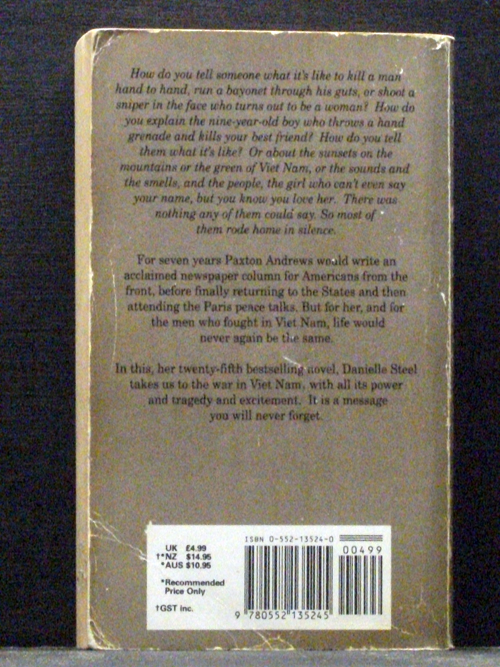 How do you tell someone what it's like to kill a man
hand to hand, run a bayonet through his guts, or shoot a
sniper in the face who turns out to be a woman? How do
you explain the nine-year-old boy who throws a hand
grenade and kills your best friend? How do you tell
them what it's like? Or about the sunsets on the
mountains or the green of Viet Nam, or the sounds and
the smells, and the people, the girl who can't even say
your name, but you know you love her. There was
nothing any of them could say. So most of
them rode home in silence.
For seven years Paxton Andrews would write an
acclaimed newspaper column for Americans from the
front, before finally returning to the States and then
attending the Paris peace talks. But for her, and for
the men who fought in Viet Nam, life would
never again be the same.
In this, her twenty-fifth bestselling novel, Danielle Steel
takes us to the war in Viet Nam, with all its power
and tragedy and excitement. It is a message
you will never forget.
ISBN 0-552-13524-0
UK £4.99
†*NZ $14.95
*AUS $10.95
*Recommended
Price Only
†GST inc.
00499
9 780552 135245